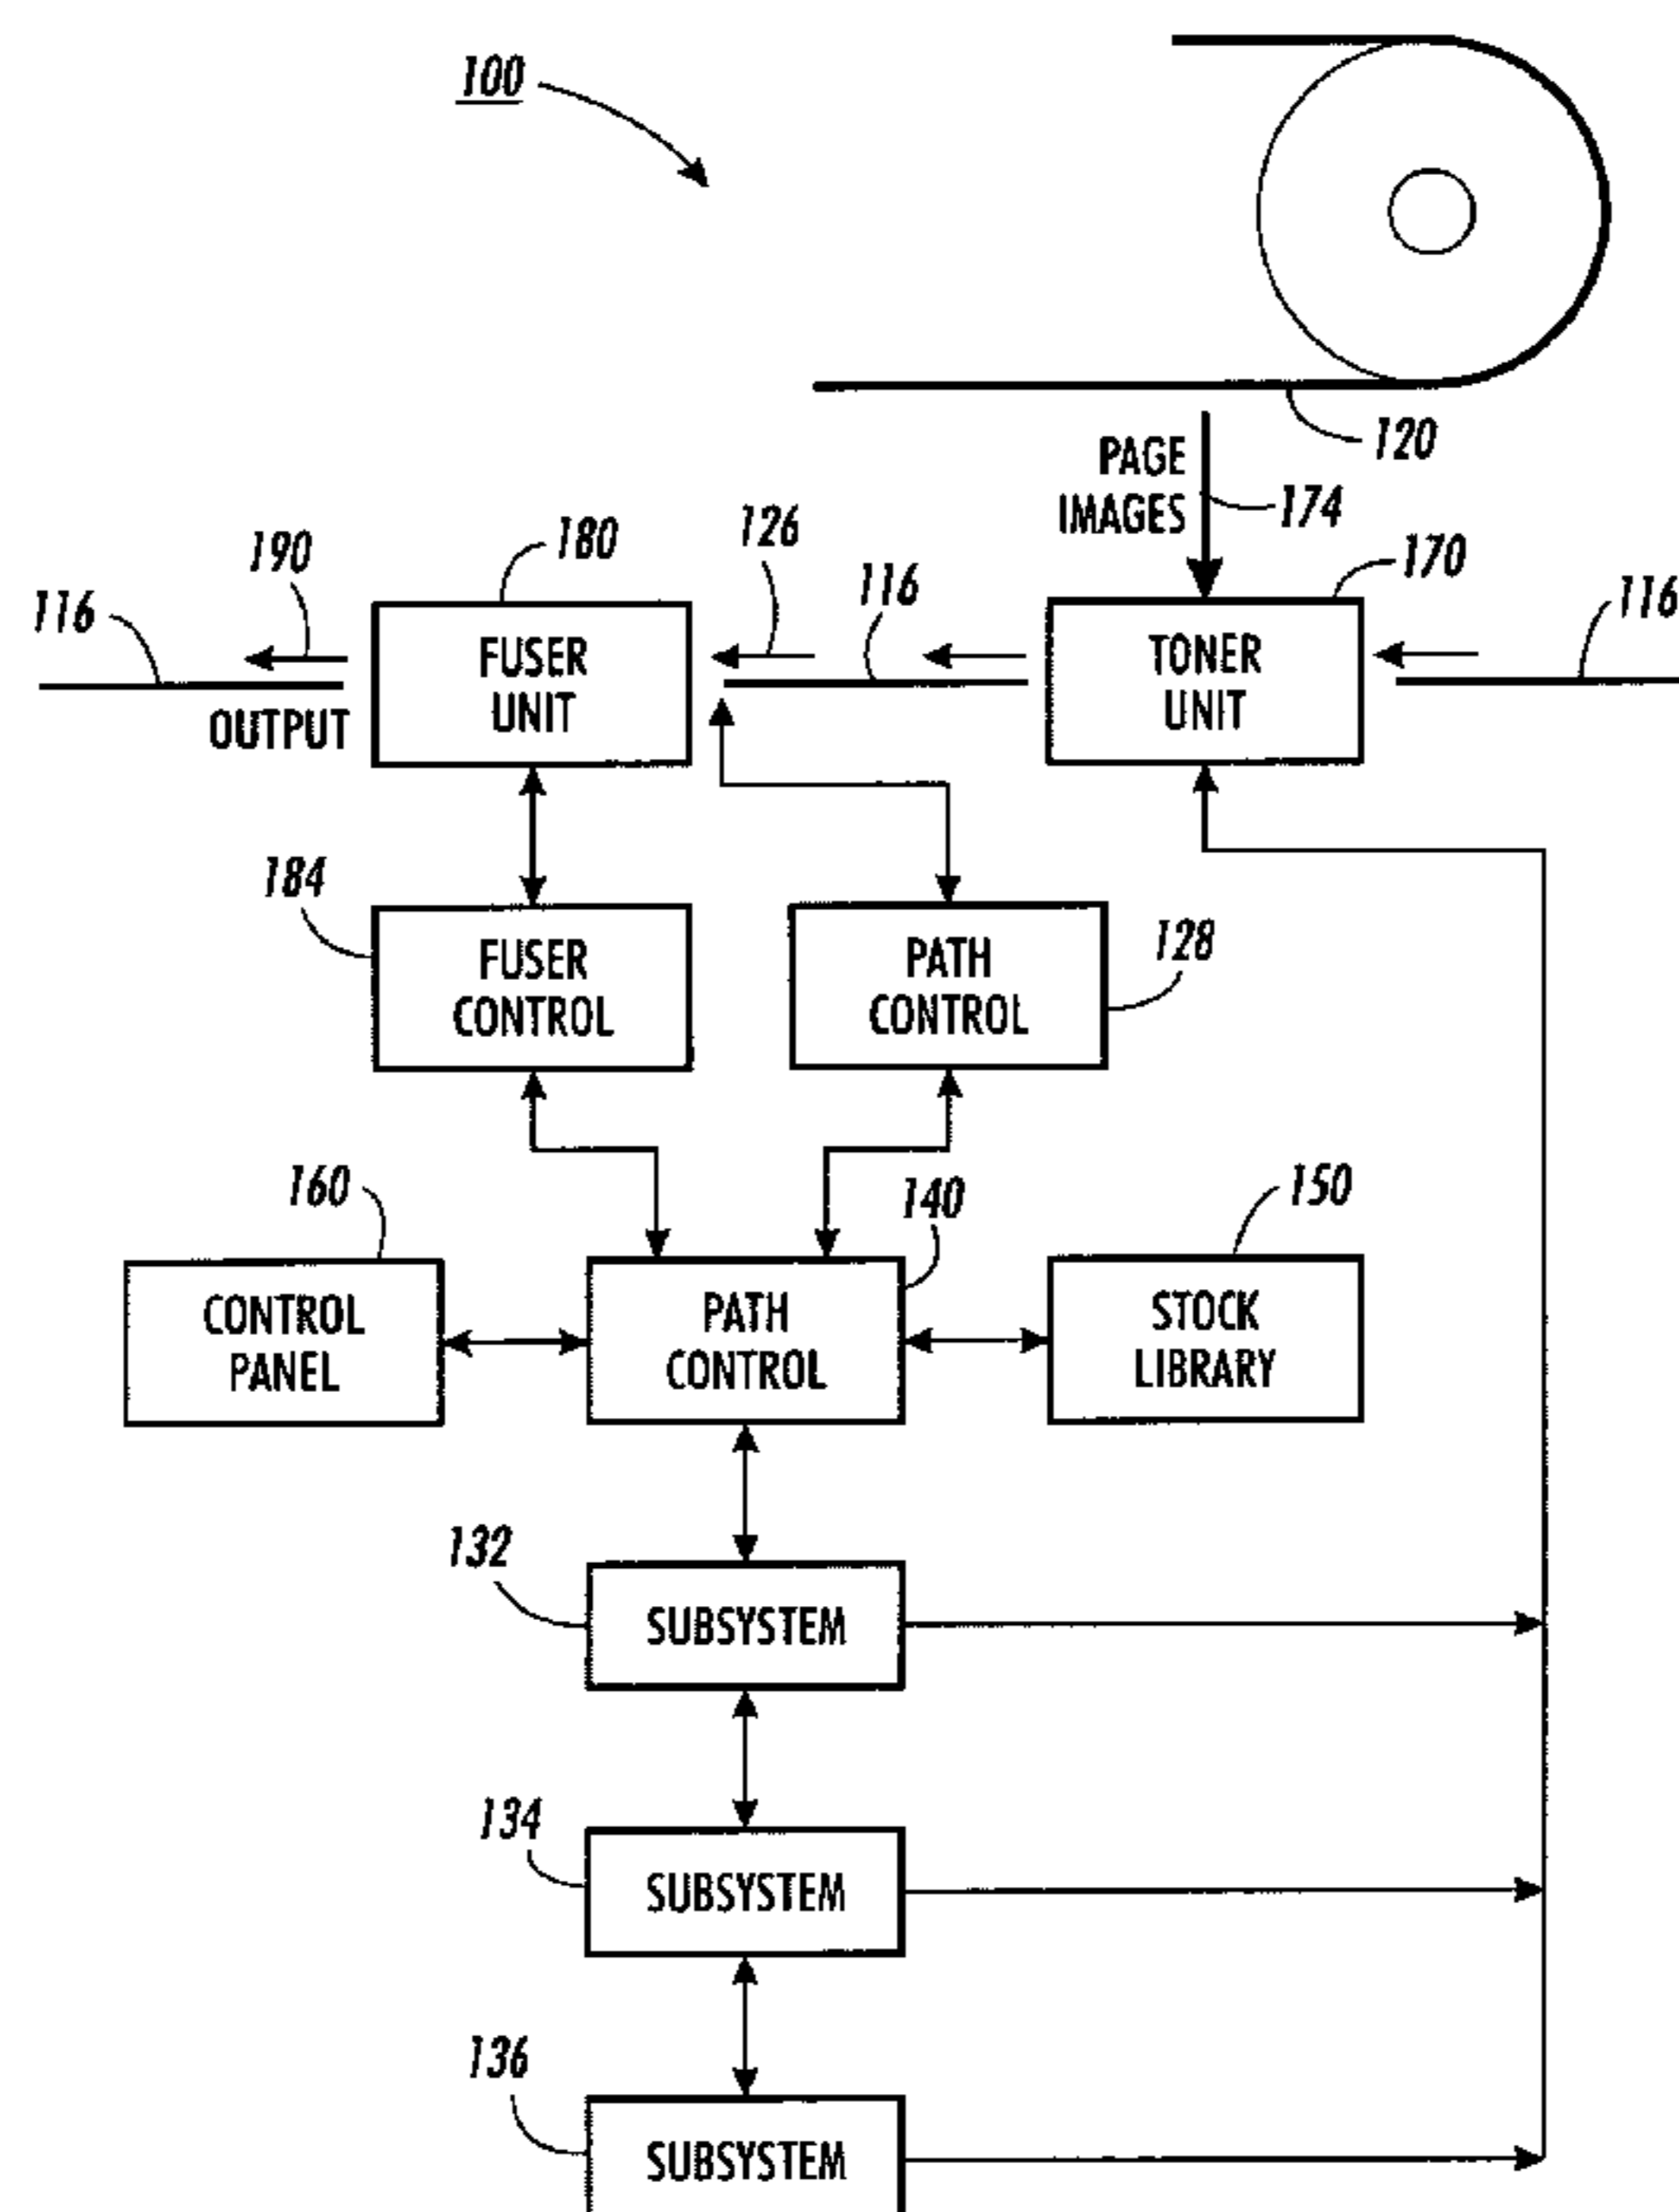 100
120
PAGE
IMAGES
174
190
180
126
116
170
116
116
FUSER
UNIT
TONER
UNIT
OUTPUT
184
FUSER
CONTROL
PATH
CONTROL
128
160
140
150
CONTROL
PANEL
PATH
CONTROL
STOCK
LIBRARY
132
SUBSYSTEM
134
SUBSYSTEM
136
SUBSYSTEM